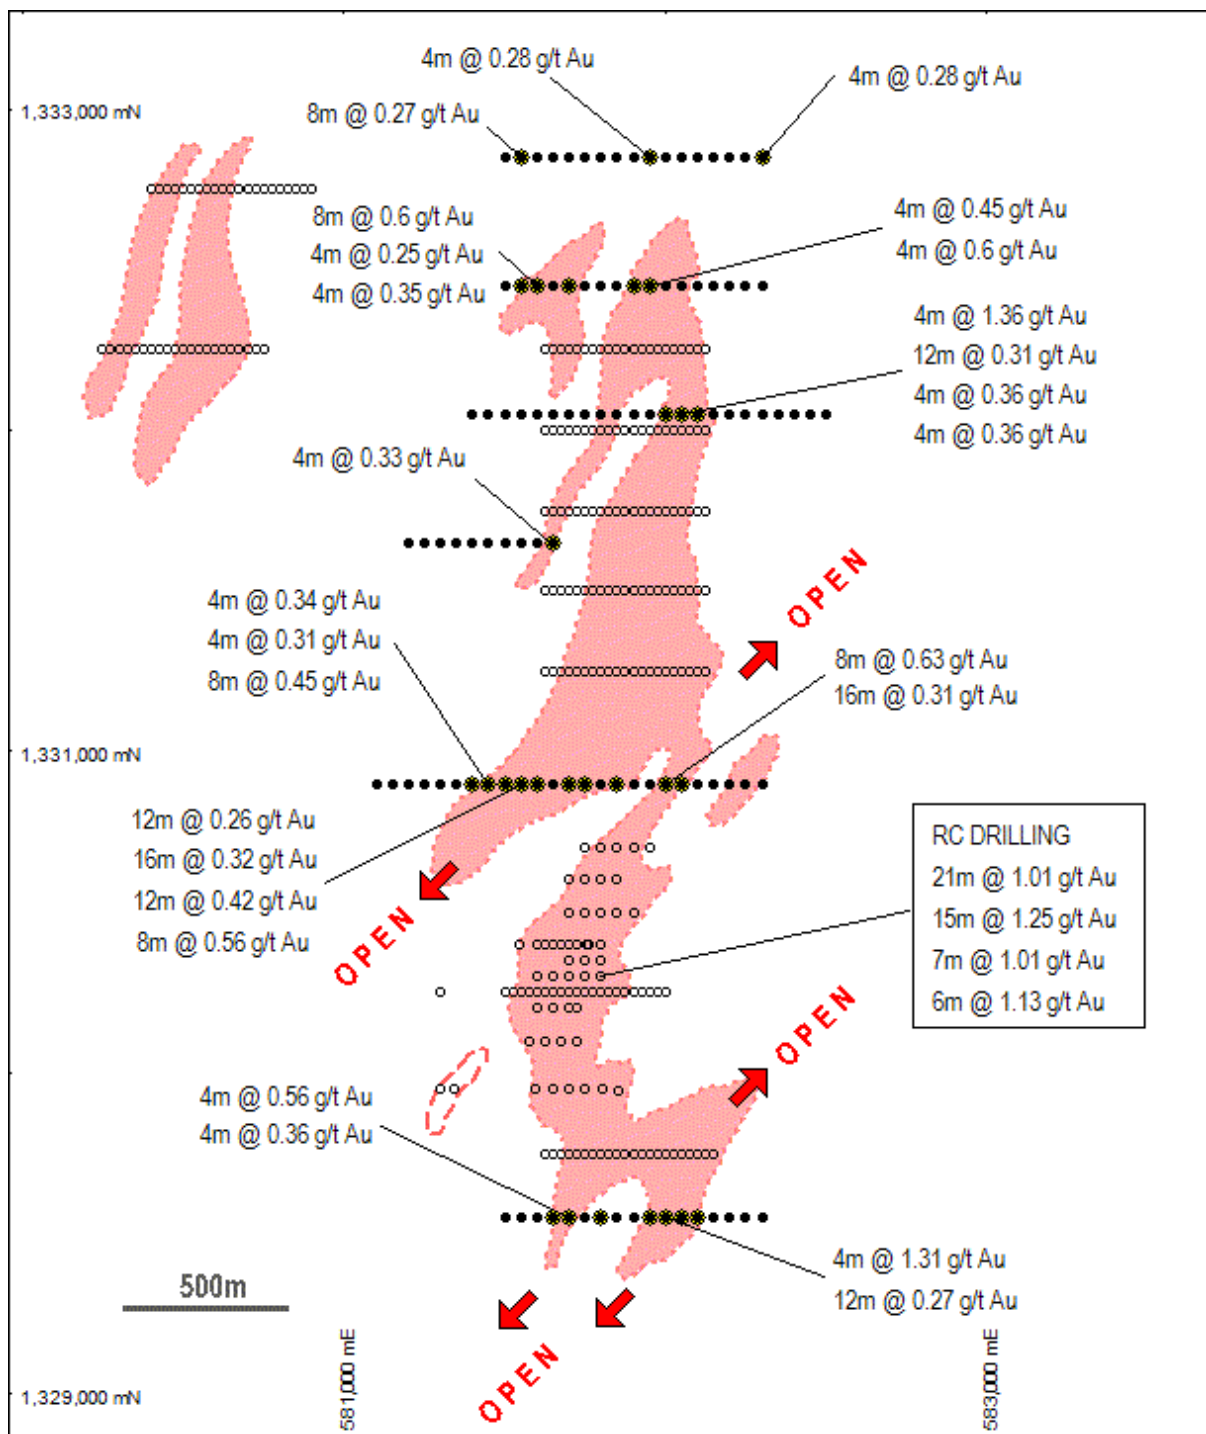 4m @ 0.28 g/t Au
4m @ 0.28 g/t Au
1,333,000 mN
8m @ 0.27 g/t Au
8m @ 0.6 g/t Au
4m @ 0.25 g/t Au
4m @ 0.35 g/t Au
4m @ 0.45 g/t Au
4m @ 0.6 g/t Au
4m @ 1.36 g/t Au
12m @ 0.31 g/t Au
4m @ 0.36 g/t Au
4m @ 0.36 g/t Au
4m @ 0.33 g/t Au
OPEN
4m @ 0.34 g/t Au
4m @ 0.31 g/t Au
8m @ 0.45 g/t Au
8m @ 0.63 g/t Au
16m @ 0.31 g/t Au
1,331,000 mN
12m @ 0.26 g/t Au
16m @ 0.32 g/t Au
12m @ 0.42 g/t Au
8m @ 0.56 g/t Au
OPEN
RC DRILLING
21m @ 1.01 g/t Au
15m @ 1.25 g/t Au
7m @ 1.01 g/t Au
6m @ 1.13 g/t Au
OPEN
4m @ 0.56 g/t Au
4m @ 0.36 g/t Au
4m @ 1.31 g/t Au
12m @ 0.27 g/t Au
500m
OPEN
1,329,000 mN
581,000 mE
583,000 mE